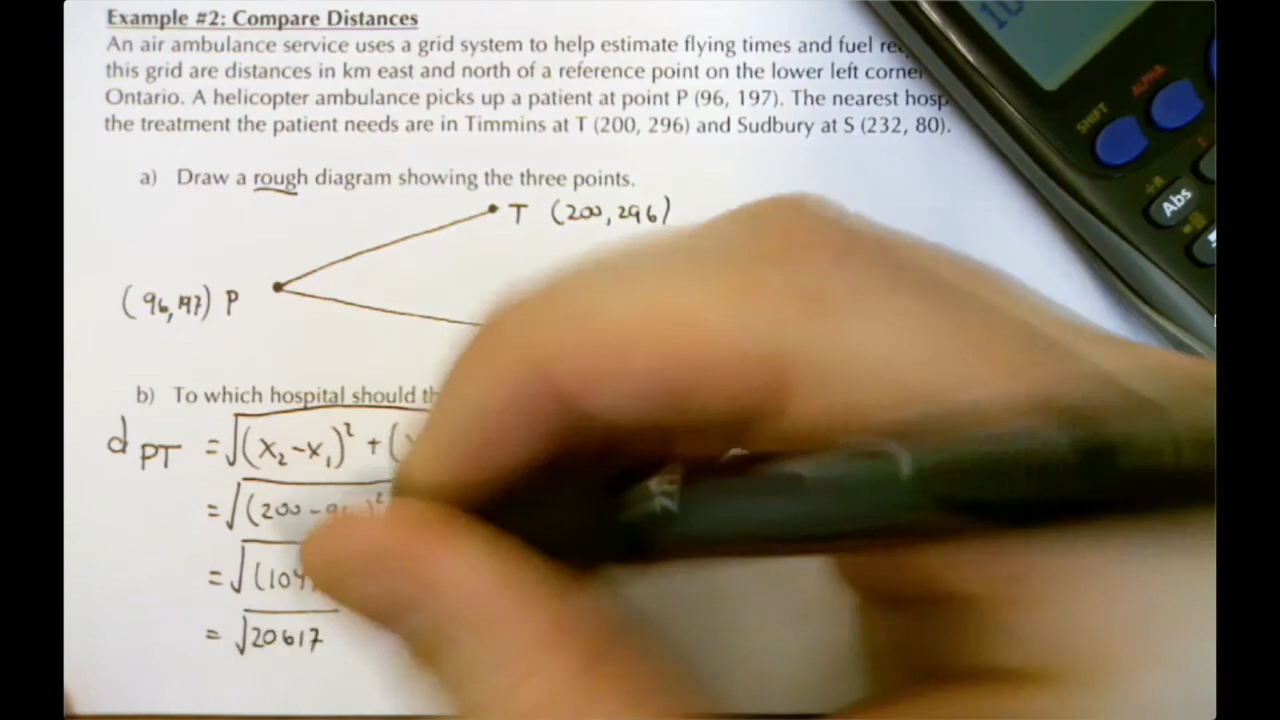 Example #2: Compare Distances
An air ambulance service uses a grid system to help estimate flying times and fuel
this grid are distances in km east and north of a reference point on the lower left
Ontario. A helicopter ambulance picks up a patient at point P (96, 197). The nearest
the treatment the patient needs are in Timmins at T (200, 296) and Sudbury at S (232, 80).
a) Draw a rough diagram showing the three points.
T (200, 296)
(96, 197) P
b) To which hospital should
d PT = √(x₂-x₁)² + (
= √(200 -
= √(104
= √20617
SHIFT
ALPHA
Abs